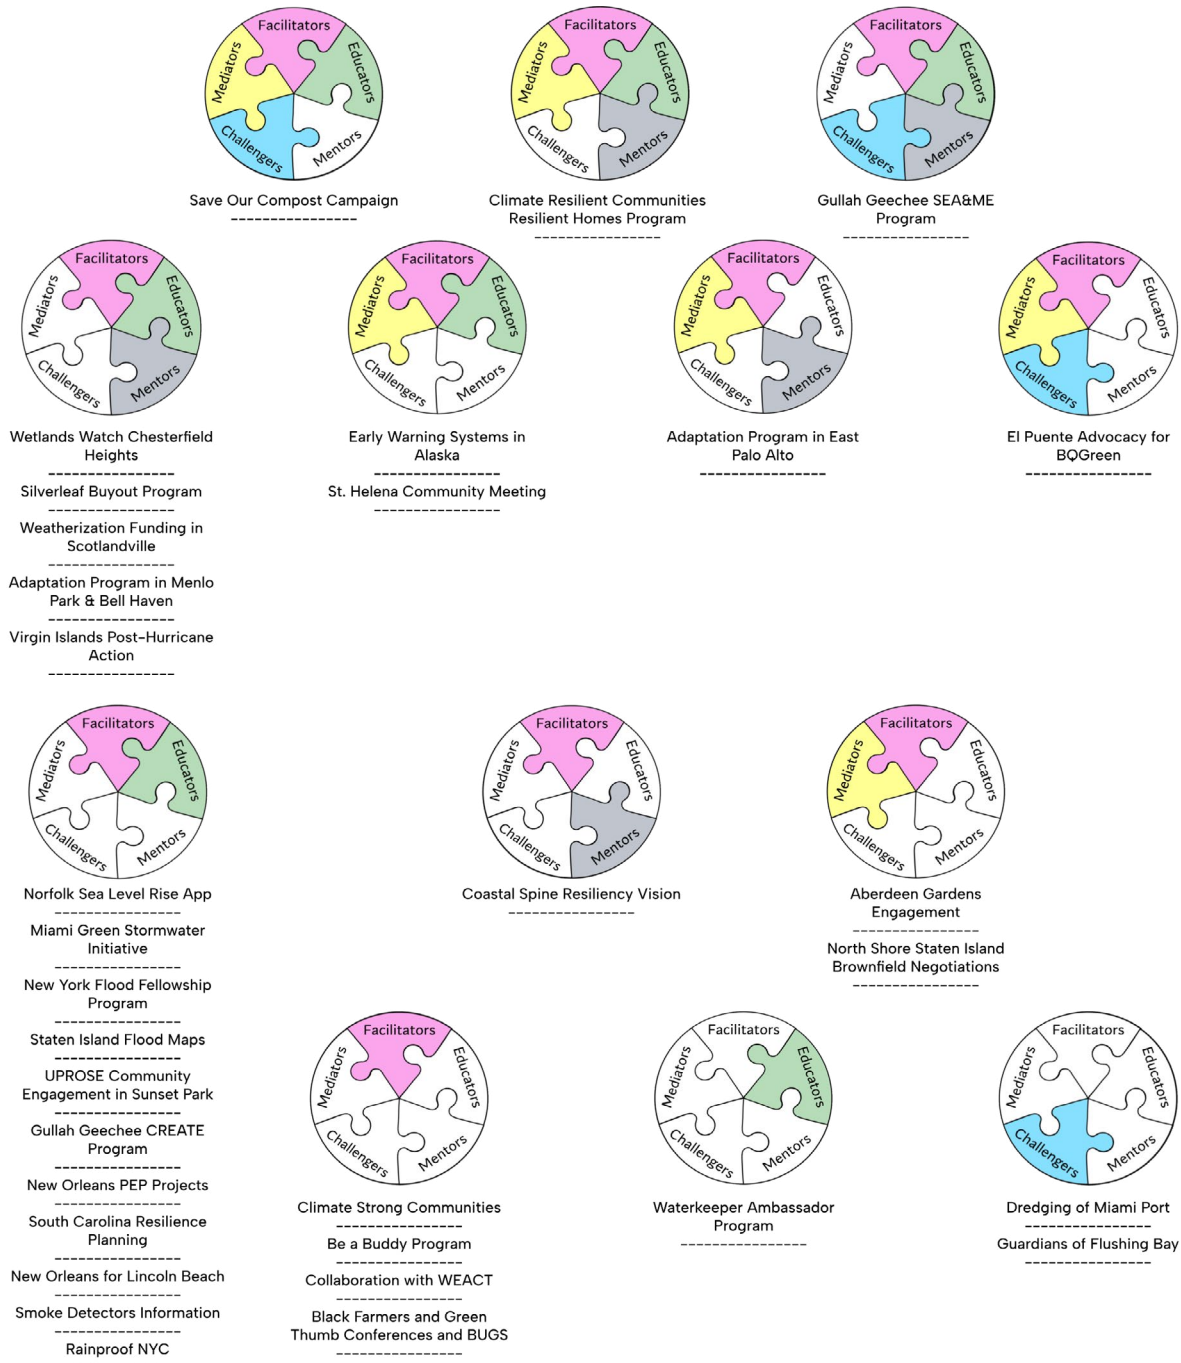 Facilitators
Educators
Mentors
Challengers
Mediators
Save Our Compost Campaign
Facilitators
Educators
Mentors
Challengers
Mediators
Climate Resilient Communities
Resilient Homes Program
Facilitators
Educators
Mentors
Challengers
Mediators
Gullah Geechee SEA&ME
Program
Facilitators
Educators
Mentors
Challengers
Mediators
Wetlands Watch Chesterfield
Heights
Silverleaf Buyout Program
Weatherization Funding in
Scotlandville
Adaptation Program in Menlo
Park & Bell Haven
Virgin Islands Post-Hurricane
Action
Facilitators
Educators
Mentors
Challengers
Mediators
Early Warning Systems in
Alaska
St. Helena Community Meeting
Facilitators
Educators
Mentors
Challengers
Mediators
Adaptation Program in East
Palo Alto
Facilitators
Educators
Mentors
Challengers
Mediators
El Puente Advocacy for
BQGreen
Facilitators
Educators
Mentors
Challengers
Mediators
Norfolk Sea Level Rise App
Miami Green Stormwater
Initiative
New York Flood Fellowship
Program
Staten Island Flood Maps
UPROSE Community
Engagement in Sunset Park
Gullah Geechee CREATE
Program
New Orleans PEP Projects
South Carolina Resilience
Planning
New Orleans for Lincoln Beach
Smoke Detectors Information
Rainproof NYC
Facilitators
Educators
Mentors
Challengers
Mediators
Coastal Spine Resiliency Vision
Facilitators
Educators
Mentors
Challengers
Mediators
Aberdeen Gardens
Engagement
North Shore Staten Island
Brownfield Negotiations
Facilitators
Educators
Mentors
Challengers
Mediators
Climate Strong Communities
Be a Buddy Program
Collaboration with WEACT
Black Farmers and Green
Thumb Conferences and BUGS
Facilitators
Educators
Mentors
Challengers
Mediators
Waterkeeper Ambassador
Program
Facilitators
Educators
Mentors
Challengers
Mediators
Dredging of Miami Port
Guardians of Flushing Bay